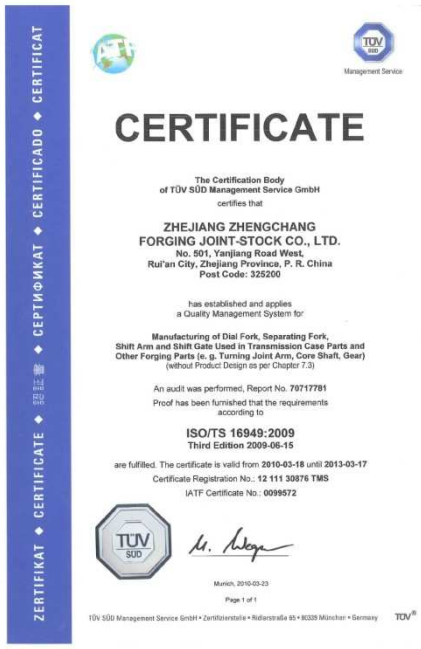 IATF
TÜV
SÜD
Management Service
CERTIFICATE
The Certification Body
of TÜV SÜD Management Service GmbH
certifies that
ZHEJIANG ZHENGCHANG
FORGING JOINT-STOCK CO., LTD.
No. 501, Yanjiang Road West,
Rui'an City, Zhejiang Province, P. R. China
Post Code: 325200
has established and applies
a Quality Management System for
Manufacturing of Dial Fork, Separating Fork,
Shift Arm and Shift Gate Used in Transmission Case Parts and
Other Forging Parts (e. g. Turning Joint Arm, Core Shaft, Gear)
(without Product Design as per Chapter 7.3)
An audit was performed, Report No. 70717781
Proof has been furnished that the requirements
according to
ISO/TS 16949:2009
Third Edition 2009-06-15
are fulfilled. The certificate is valid from 2010-03-18 until 2013-03-17
Certificate Registration No.: 12 111 30876 TMS
IATF Certificate No.: 0099572
TÜV
SÜD
Munich, 2010-03-23
Page 1 of 1
TÜV SÜD Management Service GmbH • Zertifizierstelle • Ridlerstraße 65 • 80339 München • Germany
TÜV®
ZERTIFIKAT ◆ CERTIFICATE ◆ 認證 證書 ◆ СЕРТИФИКАТ ◆ CERTIFICADO ◆ CERTIFICAT